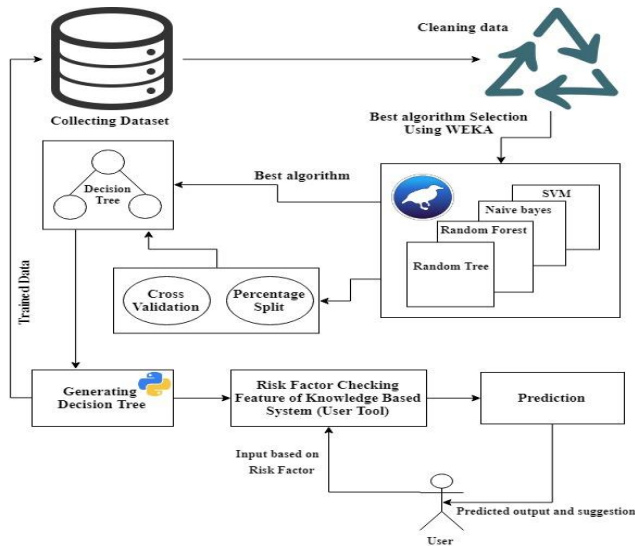 Cleaning data
Collecting Dataset
Best algorithm Selection
Using WEKA
Decision
Tree
Best algorithm
SVM
Naive bayes
Random Forest
Random Tree
Cross
Validation
Percentage
Split
Trained Data
Generating
Decision Tree
Risk Factor Checking
Feature of Knowledge Based
System (User Tool)
Prediction
Input based on
Risk Factor
Predicted output and suggestion
User